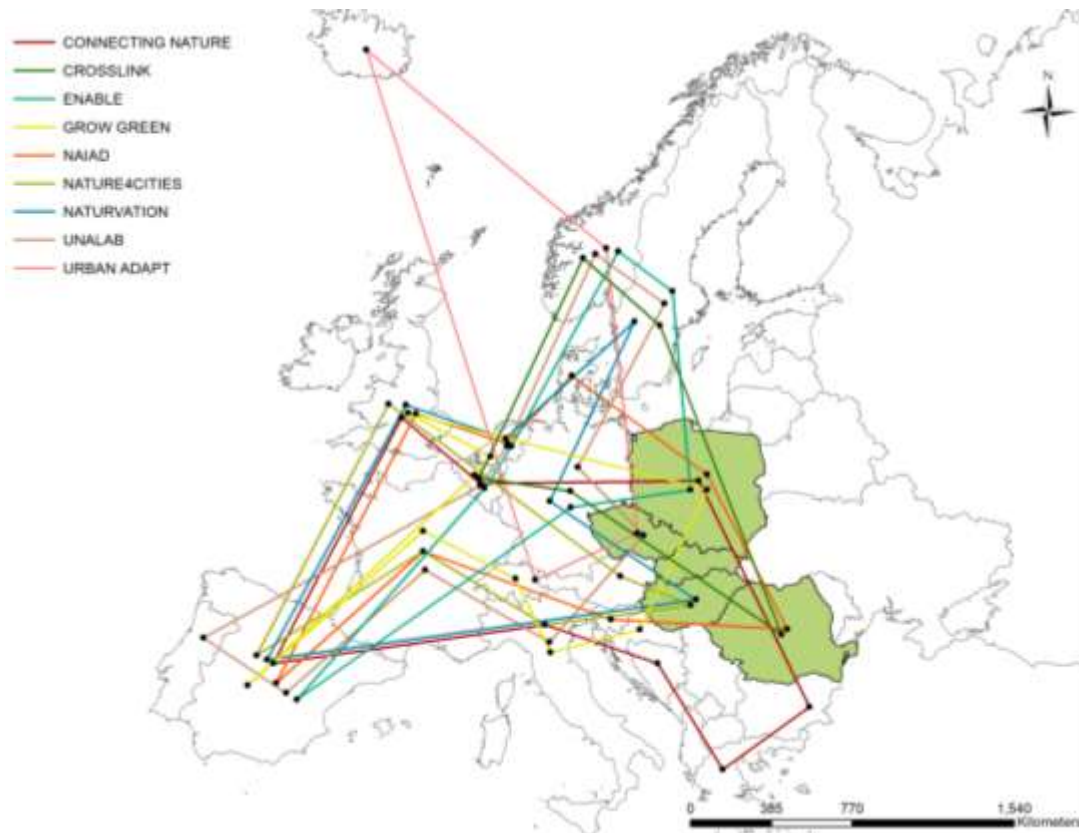 CONNECTING NATURE
CROSSLINK
ENABLE
GROW GREEN
NAIAD
NATURE4CITIES
NATURVATION
UNALAB
URBAN ADAPT
N
0 385 770 1,540
Kilometers